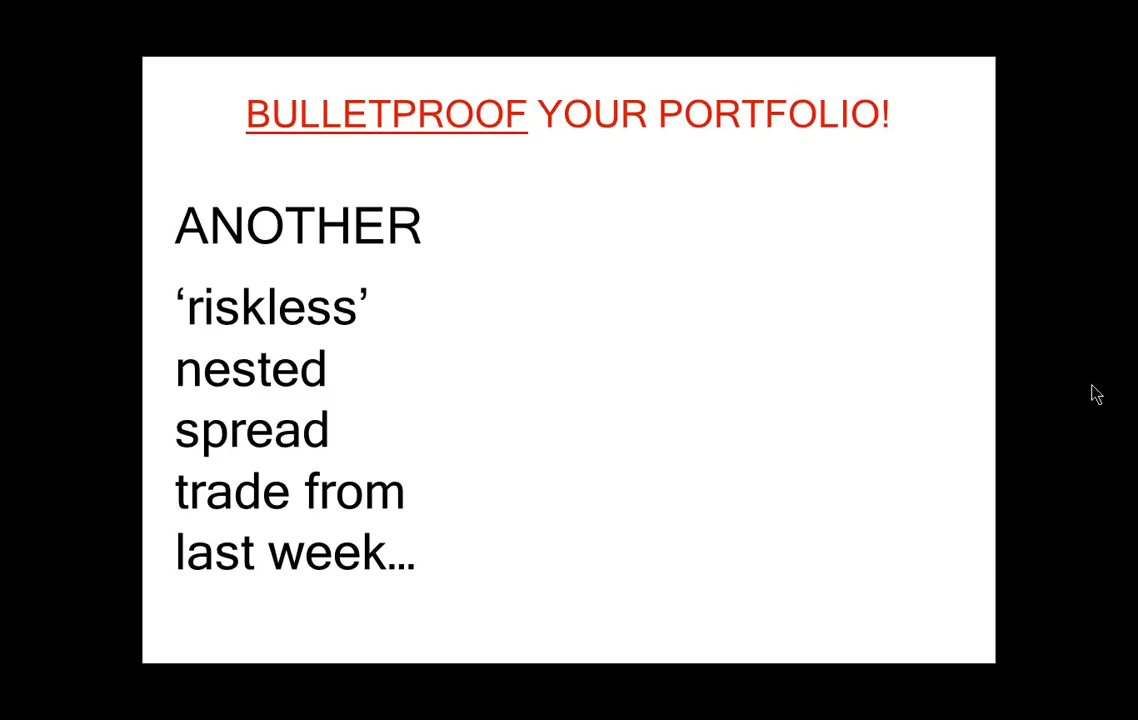 BULLETPROOF YOUR PORTFOLIO!
ANOTHER
‘riskless’
nested
spread
trade from
last week...